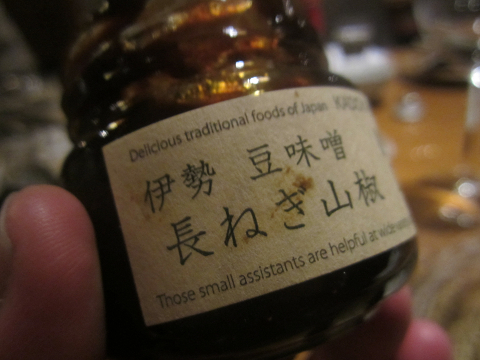 Delicious traditional foods of Japan
伊勢 豆味噌
長ねぎ山椒
Those small assistants are helpful at